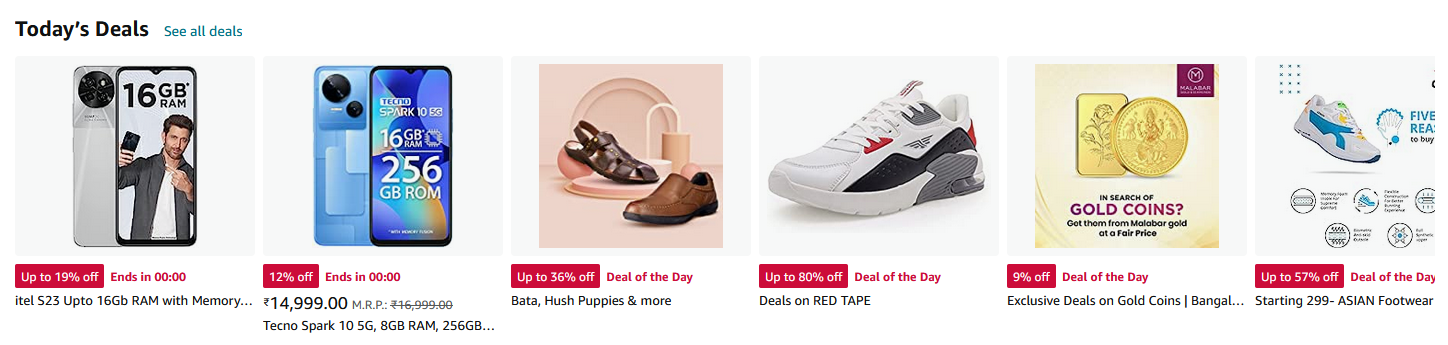 Today's Deals See all deals
16 GB*
RAM
TECNO
SPARK 10 5G
16 GB*
RAM
256
GB ROM
*WITH MEMORY FUSION
M
MALABAR
IN SEARCH OF
GOLD COINS?
Get them from Malabar gold
at a Fair Price
FIVE
REAS
to buy
Up to 19% off Ends in 00:00
itel S23 Upto 16Gb RAM with Memory…
12% off Ends in 00:00
₹14,999.00 M.R.P.: ₹16,999.00
Tecno Spark 10 5G, 8GB RAM, 256GB…
Up to 36% off Deal of the Day
Bata, Hush Puppies & more
Up to 80% off Deal of the Day
Deals on RED TAPE
9% off Deal of the Day
Exclusive Deals on Gold Coins | Bangal…
Up to 57% off Deal of the Day
Starting 299- ASIAN Footwear